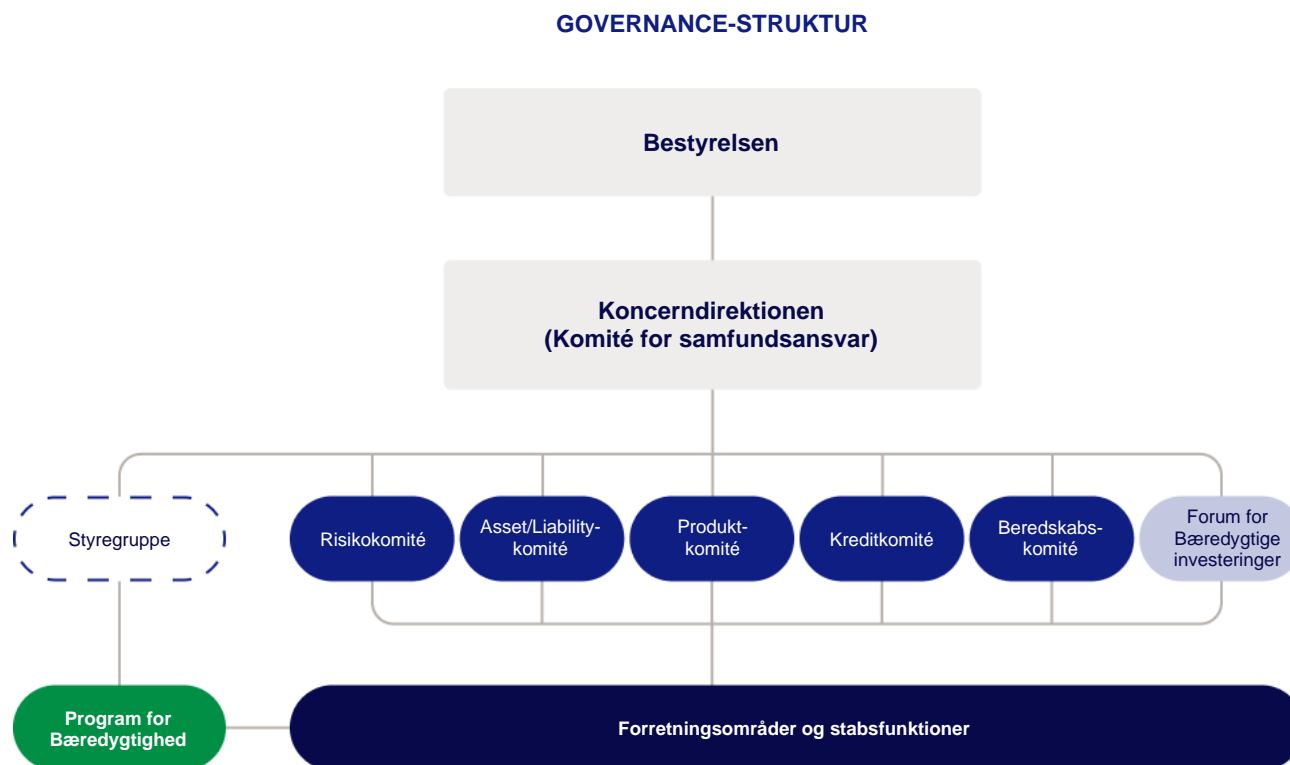 GOVERNANCE-STRUKTUR
Bestyrelsen
Koncerndirektionen
(Komité for samfundsansvar)
Styregruppe
Risikokomité
Asset/Liability-
komité
Produkt-
komité
Kreditkomité
Beredskabs-
komité
Forum for
Bæredygtige
investeringer
Program for
Bæredygtighed
Forretningsområder og stabsfunktioner